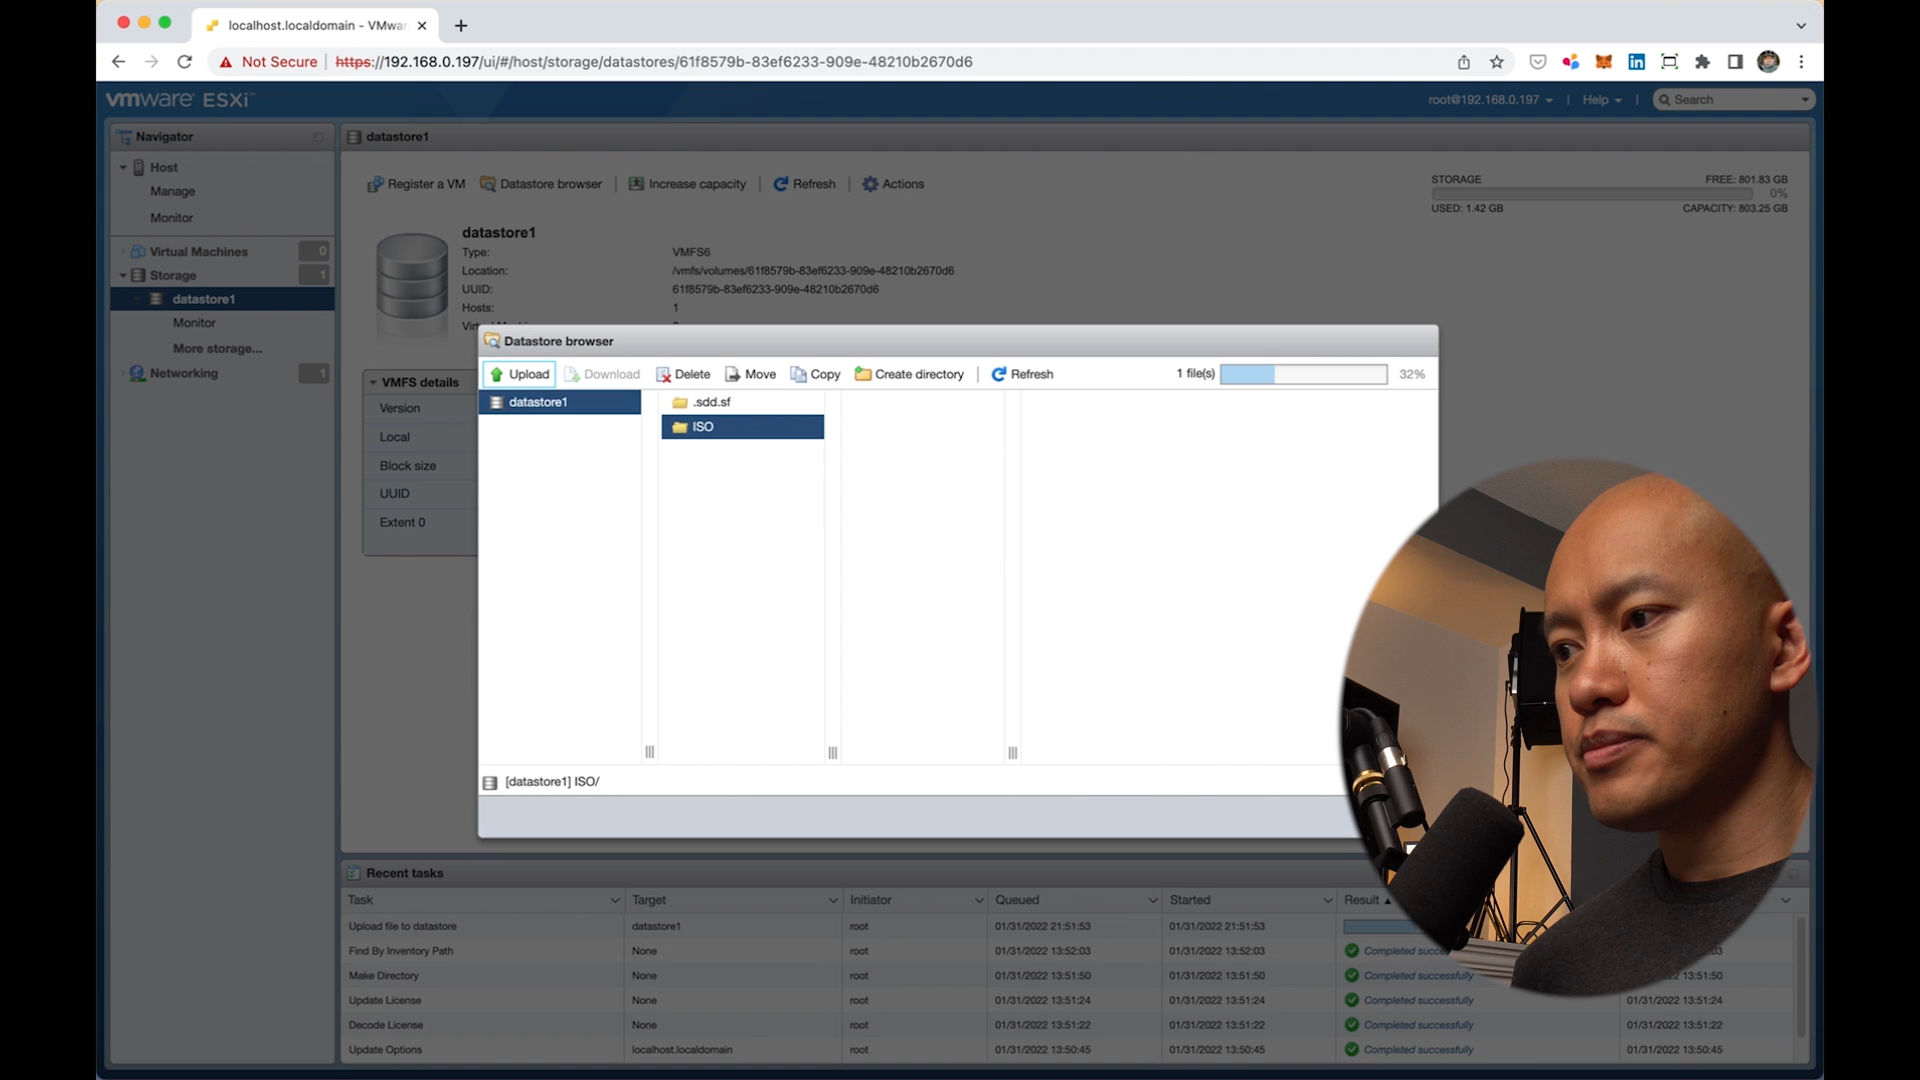 localhost.localdomain - VMwar
Not Secure | https://192.168.0.197/ui/#/host/storage/datastores/61f8579b-83ef6233-909e-48210b2670d6
vmware ESXi™
root@192.168.0.197 | Help | Search
Navigator
datastore1
Host
Manage
Monitor
Virtual Machines 0
Storage 1
datastore1
Monitor
More storage...
Networking 1
Register a VM Datastore browser | Increase capacity | Refresh | Actions
STORAGE FREE: 801.83 GB
0%
USED: 1.42 GB CAPACITY: 803.25 GB
datastore1
Type: VMFS6
Location: /vmfs/volumes/61f8579b-83ef6233-909e-48210b2670d6
UUID: 61f8579b-83ef6233-909e-48210b2670d6
Hosts: 1
VMFS details
Version
Local
Block size
UUID
Extent 0
Datastore browser
Upload Download Delete Move Copy Create directory | Refresh 1 file(s) 32%
datastore1
.sdd.sf
ISO
[datastore1] ISO/
Recent tasks
Task Target Initiator Queued Started Result ▲
Upload file to datastore datastore1 root 01/31/2022 21:51:53 01/31/2022 21:51:53
Find By Inventory Path None root 01/31/2022 13:52:03 01/31/2022 13:52:03 Completed succe 03
Make Directory None root 01/31/2022 13:51:50 01/31/2022 13:51:50 Completed successfully 2 13:51:50
Update License None root 01/31/2022 13:51:24 01/31/2022 13:51:24 Completed successfully 01/31/2022 13:51:24
Decode License None root 01/31/2022 13:51:22 01/31/2022 13:51:22 Completed successfully 01/31/2022 13:51:22
Update Options localhost.localdomain root 01/31/2022 13:50:45 01/31/2022 13:50:45 Completed successfully 01/31/2022 13:50:45